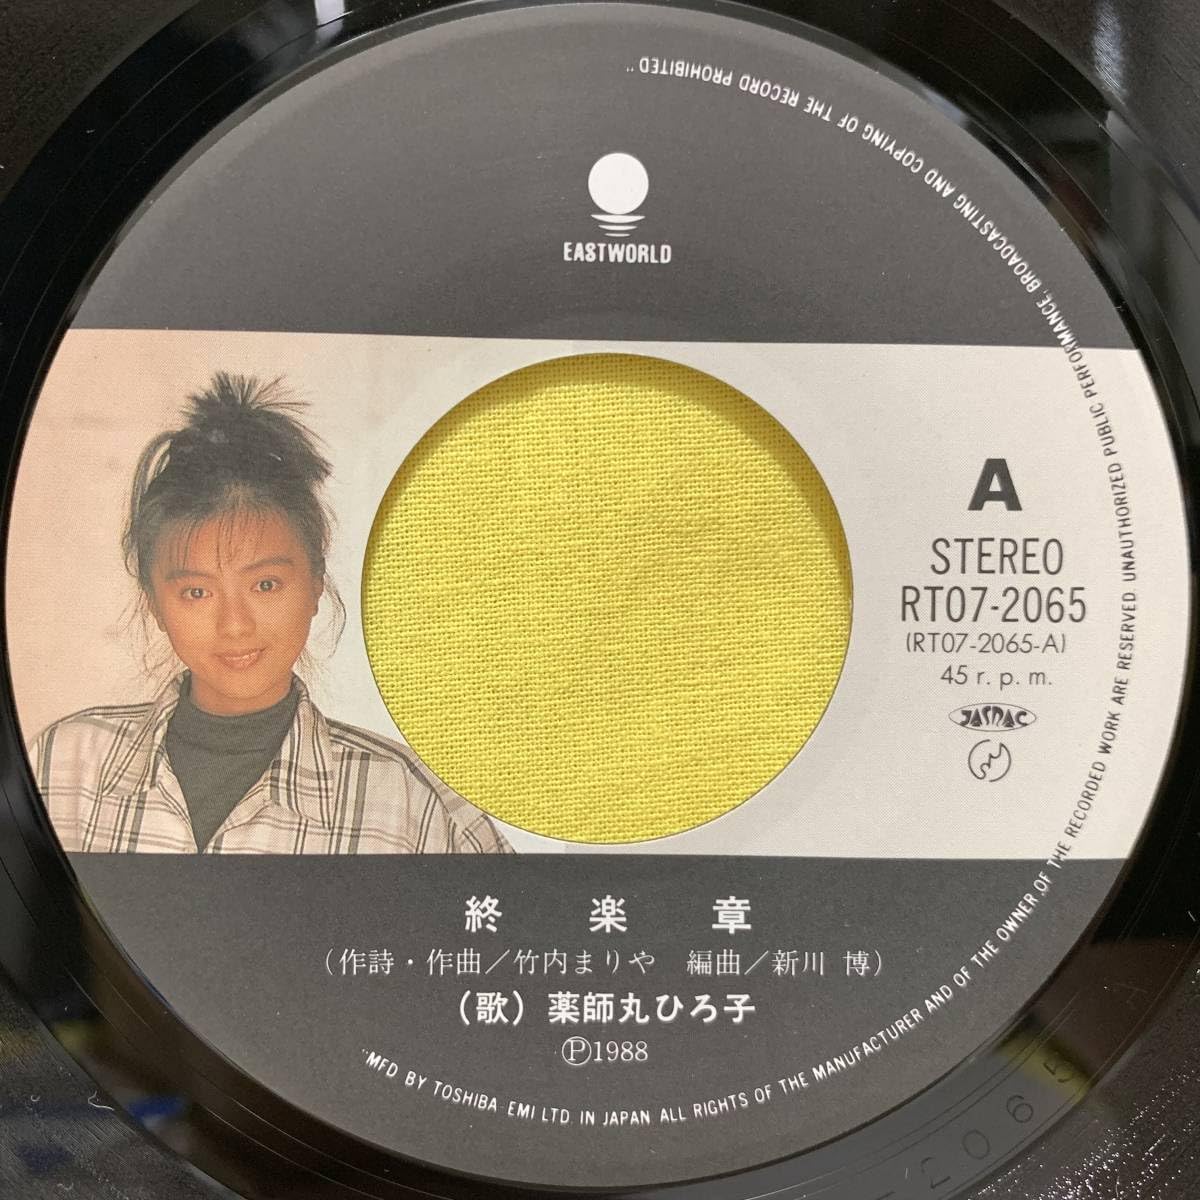 EASTWORLD
A
STEREO
RT07-2065
(RT07-2065-A)
45 r. p. m.
JASRAC
終楽章
(作詩・作曲/竹内まりや 編曲/新川 博)
(歌)薬師丸ひろ子
Ⓟ1988
"MFD BY TOSHIBA-EMI LTD. IN JAPAN ALL RIGHTS OF THE MANUFACTURER AND OF THE OWNER OF THE RECORDED WORK ARE RESERVED. UNAUTHORIZED PUBLIC PERFORMANCE, BROADCASTING AND COPYING OF THE RECORD PROHIBITED"